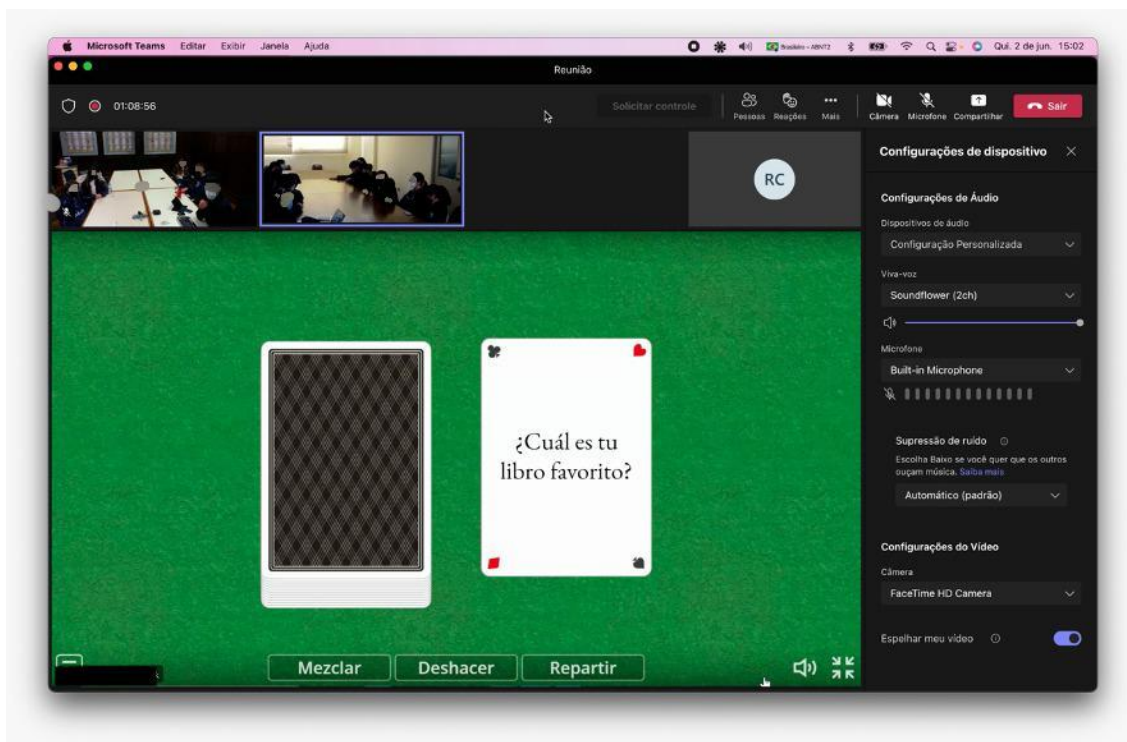 Microsoft Teams Editar Exibir Janela Ajuda
Brasileiro - ABNT2
Qui. 2 de jun. 15:02
Reunião
01:08:56
Solicitar controle
Pessoas Reações Mais
Câmera Microfone Compartilhar
Sair
RC
Configurações de dispositivo
Configurações de Áudio
Dispositivos de áudio
Configuração Personalizada
Viva-voz
Soundflower (2ch)
Microfone
Built-in Microphone
Supressão de ruído
Escolha Baixo se você quer que os outros
ouçam música. Saiba mais
Automático (padrão)
Configurações do Vídeo
Câmera
FaceTime HD Camera
Espelhar meu vídeo
¿Cuál es tu
libro favorito?
Mezclar Deshacer Repartir